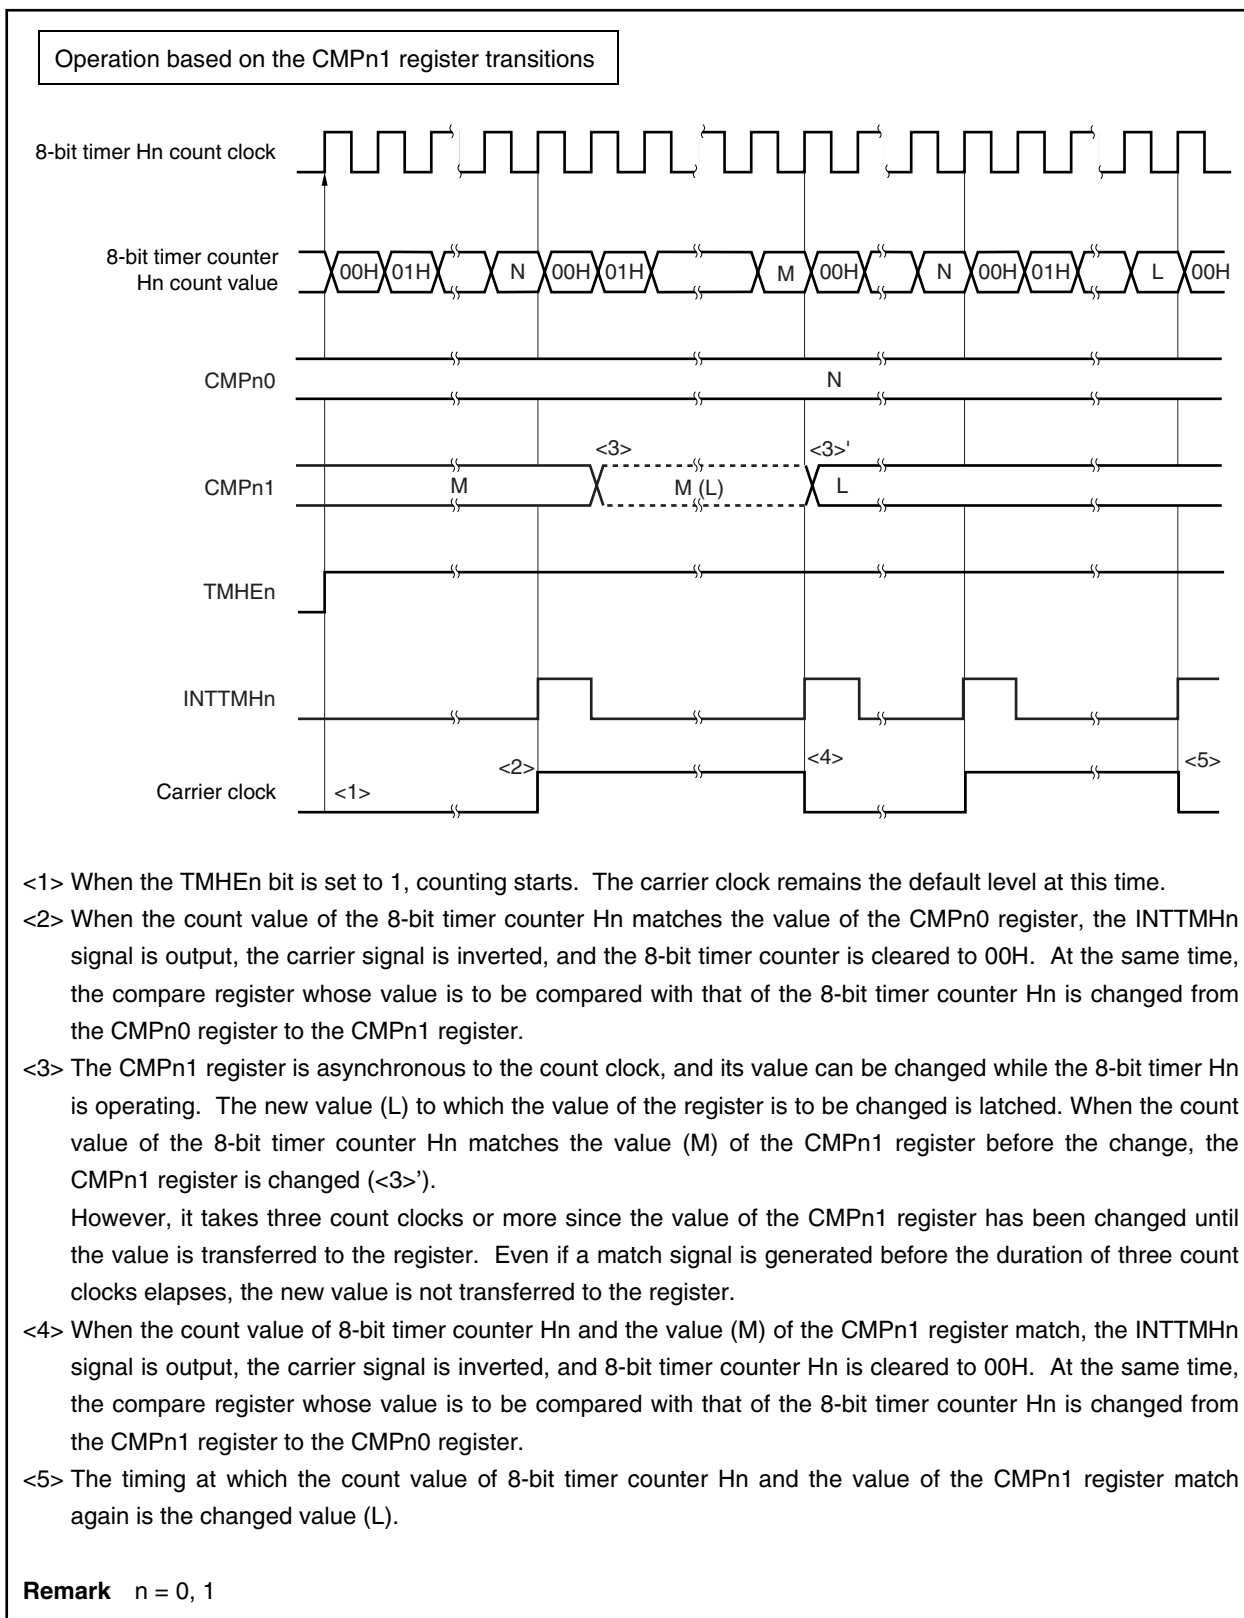 Operation based on the CMPn1 register transitions
8-bit timer Hn count clock
8-bit timer counter
Hn count value
00H 01H N 00H 01H M 00H N 00H 01H L 00H
CMPn0
N
<3> <3>'
CMPn1
M M (L) L
TMHEn
INTTMHn
<2> <4> <5>
Carrier clock
<1>
<1> When the TMHEn bit is set to 1, counting starts. The carrier clock remains the default level at this time.
<2> When the count value of the 8-bit timer counter Hn matches the value of the CMPn0 register, the INTTMHn
signal is output, the carrier signal is inverted, and the 8-bit timer counter is cleared to 00H. At the same time,
the compare register whose value is to be compared with that of the 8-bit timer counter Hn is changed from
the CMPn0 register to the CMPn1 register.
<3> The CMPn1 register is asynchronous to the count clock, and its value can be changed while the 8-bit timer Hn
is operating. The new value (L) to which the value of the register is to be changed is latched. When the count
value of the 8-bit timer counter Hn matches the value (M) of the CMPn1 register before the change, the
CMPn1 register is changed (<3>’).
However, it takes three count clocks or more since the value of the CMPn1 register has been changed until
the value is transferred to the register. Even if a match signal is generated before the duration of three count
clocks elapses, the new value is not transferred to the register.
<4> When the count value of 8-bit timer counter Hn and the value (M) of the CMPn1 register match, the INTTMHn
signal is output, the carrier signal is inverted, and 8-bit timer counter Hn is cleared to 00H. At the same time,
the compare register whose value is to be compared with that of the 8-bit timer counter Hn is changed from
the CMPn1 register to the CMPn0 register.
<5> The timing at which the count value of 8-bit timer counter Hn and the value of the CMPn1 register match
again is the changed value (L).
Remark n = 0, 1